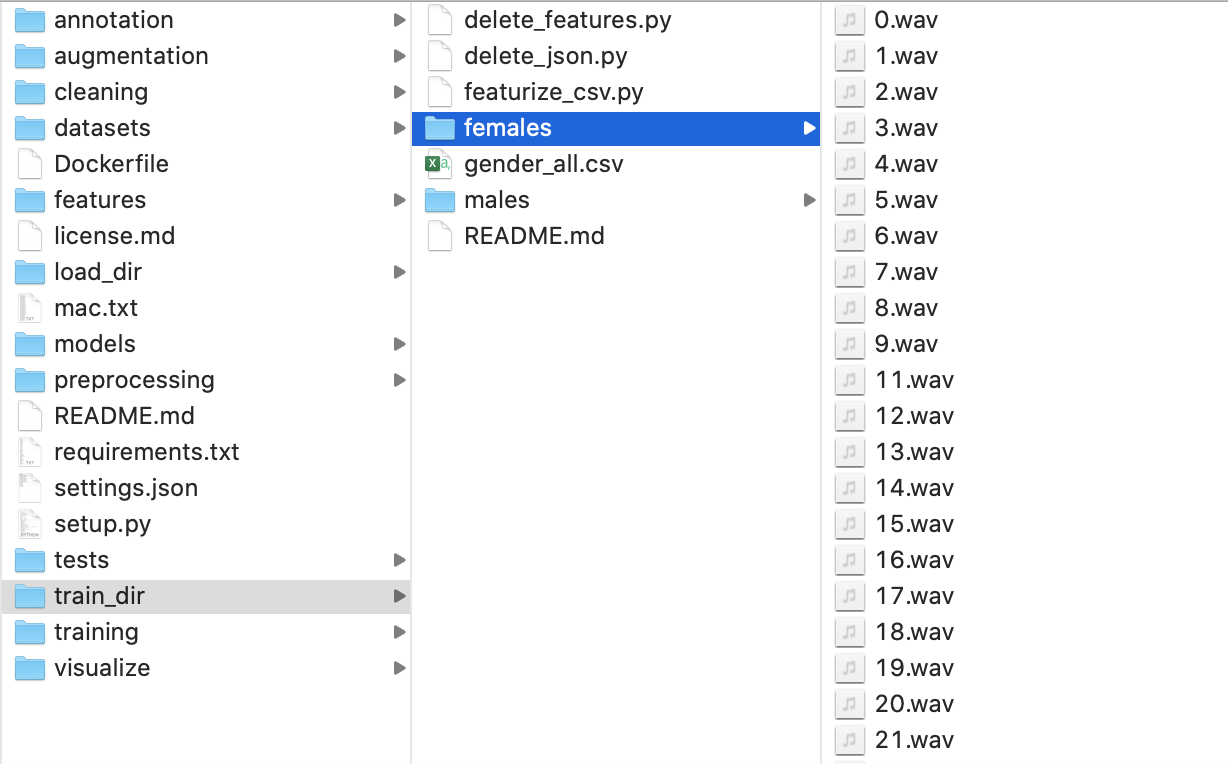 annotation
augmentation
cleaning
datasets
Dockerfile
features
license.md
load_dir
mac.txt
models
preprocessing
README.md
requirements.txt
settings.json
setup.py
tests
train_dir
training
visualize
delete_features.py
delete_json.py
featurize_csv.py
females
gender_all.csv
males
README.md
0.wav
1.wav
2.wav
3.wav
4.wav
5.wav
6.wav
7.wav
8.wav
9.wav
11.wav
12.wav
13.wav
14.wav
15.wav
16.wav
17.wav
18.wav
19.wav
20.wav
21.wav